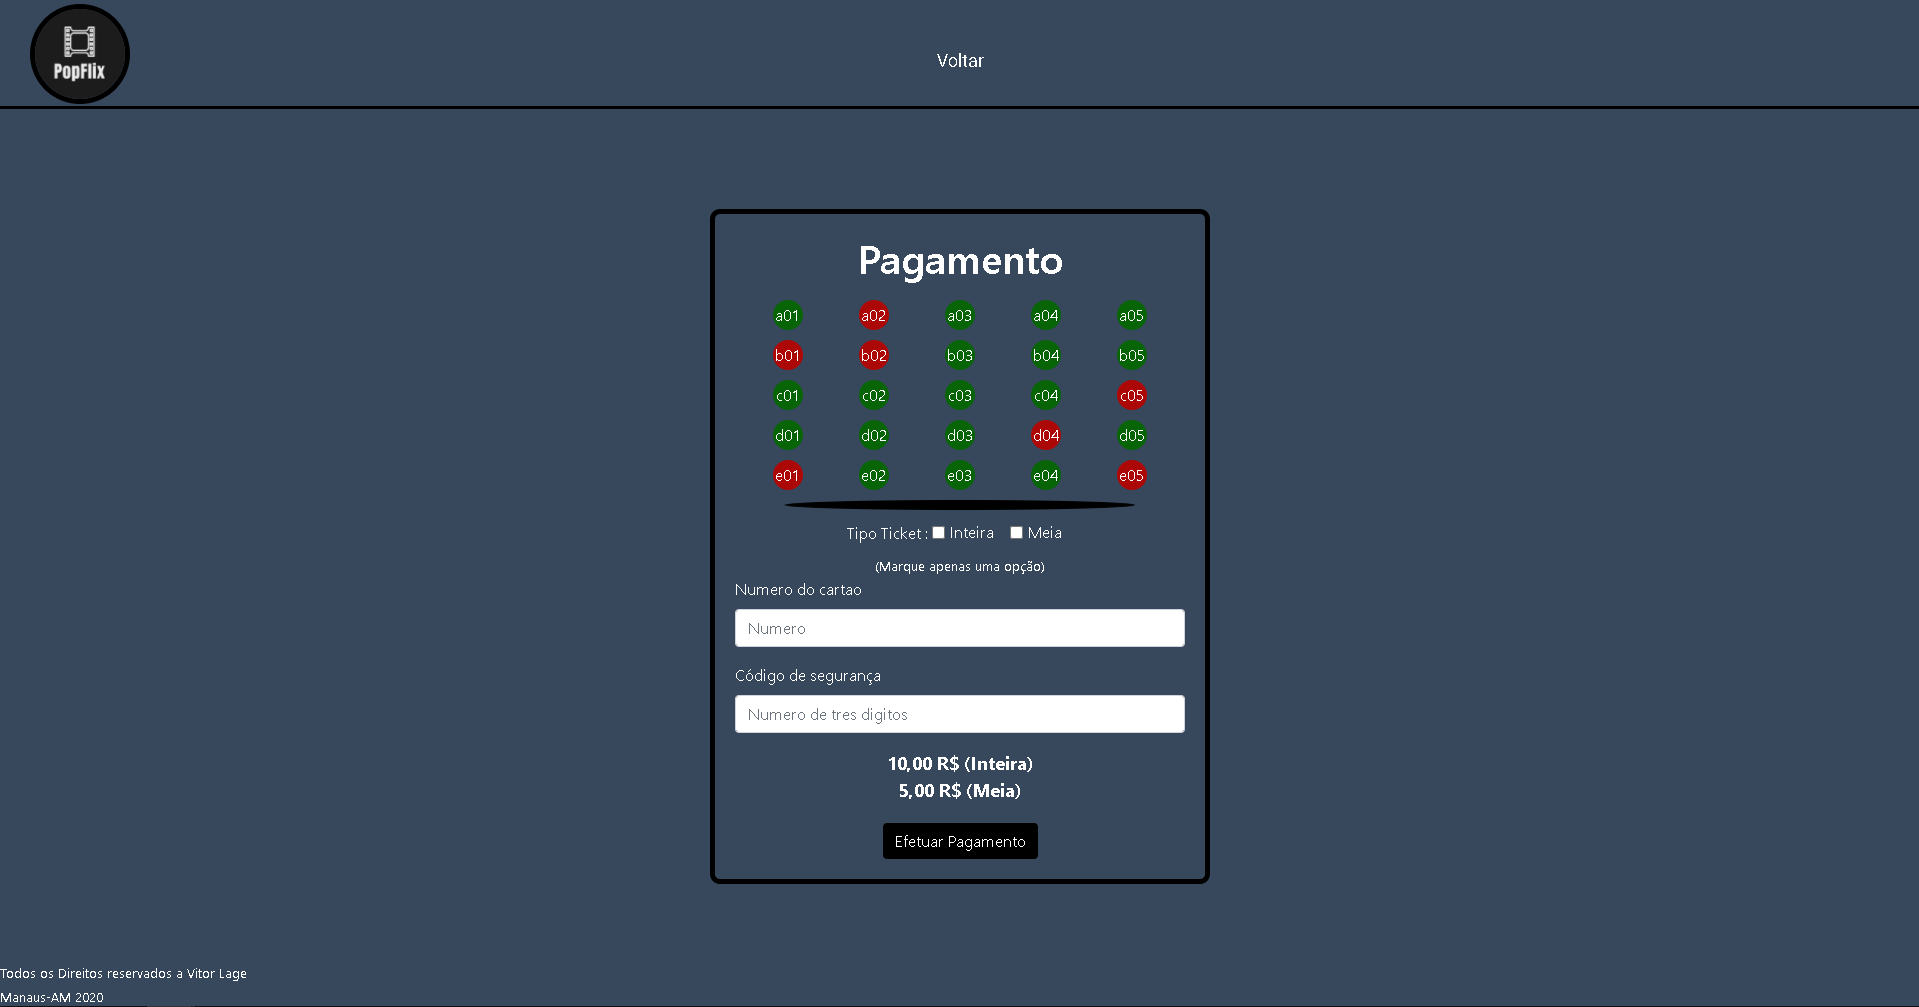 PopFlix
Voltar
Pagamento
a01 a02 a03 a04 a05
b01 b02 b03 b04 b05
c01 c02 c03 c04 c05
d01 d02 d03 d04 d05
e01 e02 e03 e04 e05
Tipo Ticket : Inteira Meia
(Marque apenas uma opção)
Numero do cartao
Numero
Código de segurança
Numero de tres digitos
10,00 R$ (Inteira)
5,00 R$ (Meia)
Efetuar Pagamento
Todos os Direitos reservados a Vitor Lage
Manaus-AM 2020